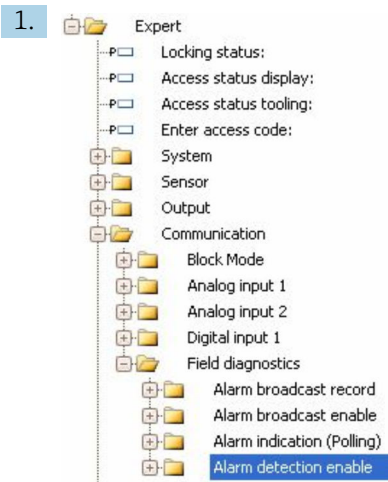 1.
Expert
Locking status:
Access status display:
Access status tooling:
Enter access code:
System
Sensor
Output
Communication
Block Mode
Analog input 1
Analog input 2
Digital input 1
Field diagnostics
Alarm broadcast record
Alarm broadcast enable
Alarm indication (Polling)
Alarm detection enable